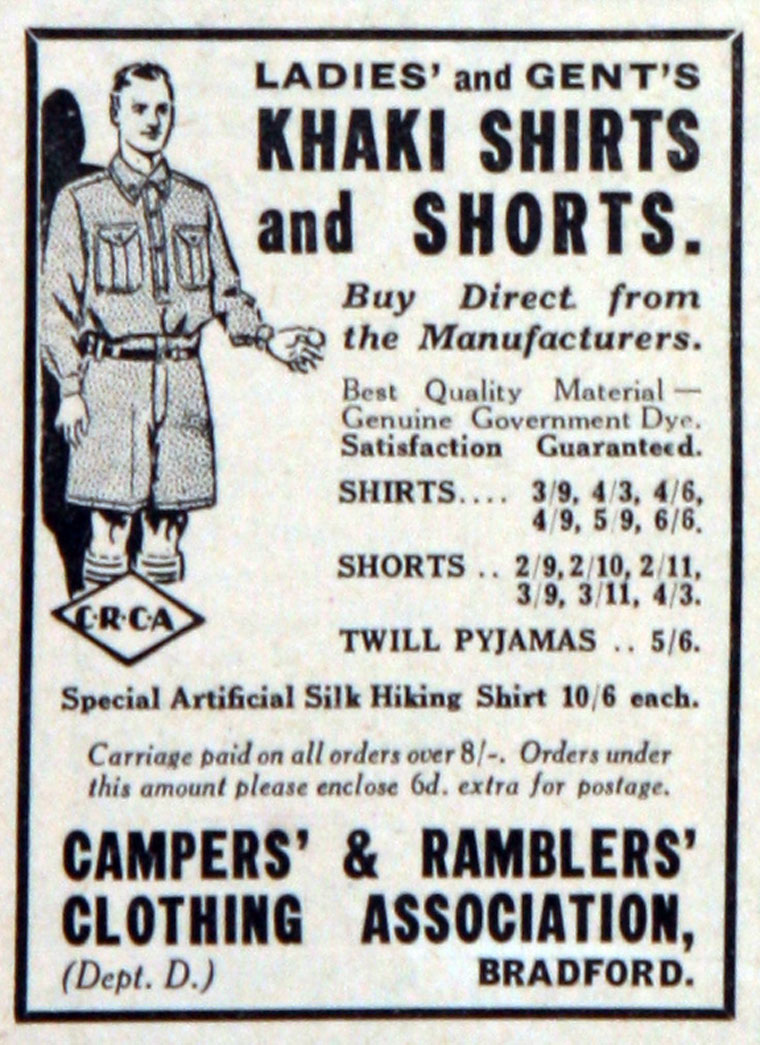 LADIES' and GENT'S
KHAKI SHIRTS
and SHORTS.
Buy Direct from
the Manufacturers.
Best Quality Material —
Genuine Government Dye.
Satisfaction Guaranteed.
SHIRTS.... 3/9, 4/3, 4/6,
4/9, 5/9, 6/6.
SHORTS .. 2/9, 2/10, 2/11,
3/9, 3/11, 4/3.
C·R·C·A
TWILL PYJAMAS .. 5/6.
Special Artificial Silk Hiking Shirt 10/6 each.
Carriage paid on all orders over 8/-. Orders under
this amount please enclose 6d. extra for postage.
CAMPERS' & RAMBLERS'
CLOTHING ASSOCIATION,
(Dept. D.) BRADFORD.